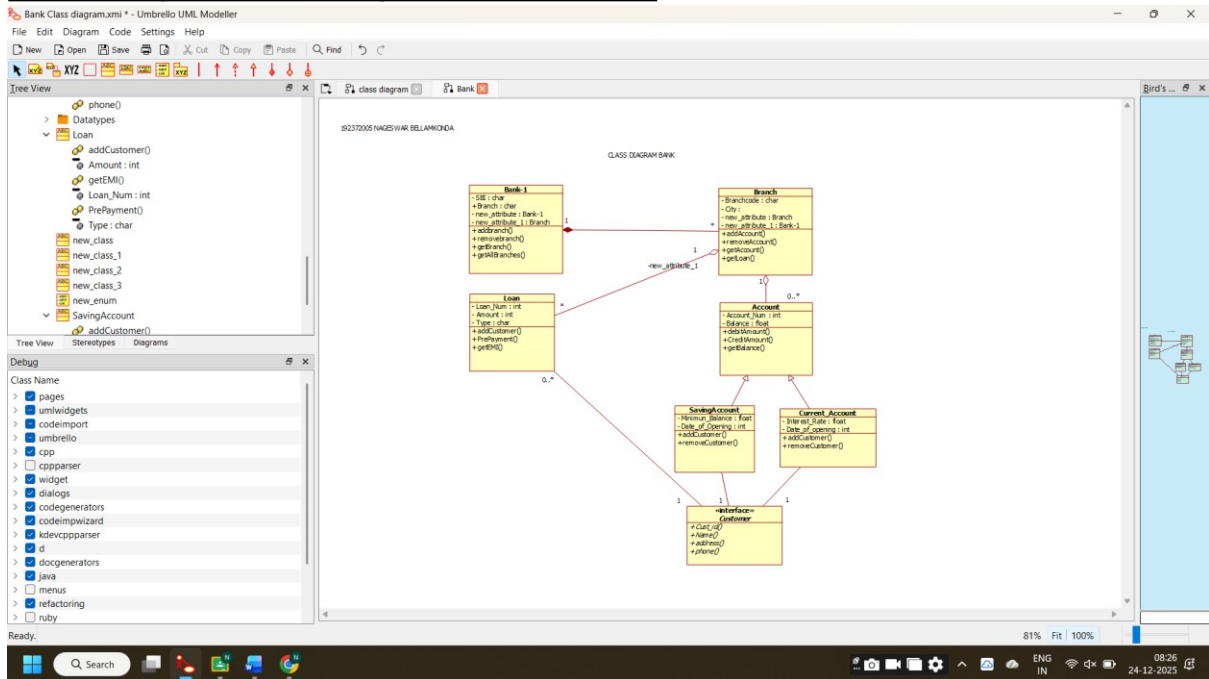 Bank Class diagram.xmi * - Umbrello UML Modeller
File Edit Diagram Code Settings Help
New Open Save Cut Copy Paste Find
XYZ
Tree View
phone()
Datatypes
Loan
addCustomer()
Amount : int
getEMI()
Loan_Num : int
PrePayment()
Type : char
new_class
new_class_1
new_class_2
new_class_3
new_enum
SavingAccount
addCustomer()
Tree View Stereotypes Diagrams
Debug
Class Name
pages
umlwidgets
codeimport
umbrello
cpp
cppparser
widget
dialogs
codegenerators
codeimpwizard
kdevcppparser
d
docgenerators
java
menus
refactoring
ruby
class diagram Bank
192372005 NAGESWAR BELLAMKONDA
CLASS DIAGRAM BANK
Bank-1
+Branch : char
- new_attribute : Bank-1
- new_attribute_1 : Branch
+addbranch()
+removebranch()
+getBranch()
+getAllBranches()
1
*
Branch
- Branchcode : char
- City :
- new_attribute : Branch
- new_attribute_1 : Bank-1
+addAccount()
+removeAccount()
+getAccount()
+getLoan()
1
-new_attribute_1
*
1
0..*
Loan
- Loan_Num : int
- Amount : int
- Type : char
+addCustomer()
+PrePayment()
+getEMI()
0..*
Account
- Account_Num : int
- Balance : float
+debitAmount()
+CreditAmount()
+getBalance()
SavingAccount
- Minimun_Balance : float
- Date_of_Opening : int
+addCustomer()
+removeCustomer()
Current_Account
- Interest_Rate : float
- Date_of_opening : int
+addCustomer()
+removeCustomer()
1 1 1
«interface»
Customer
+Cust_id()
+Name()
+address()
+phone()
Bird's ...
Ready.
81% Fit 100%
Search
ENG
IN
08:26
24-12-2025